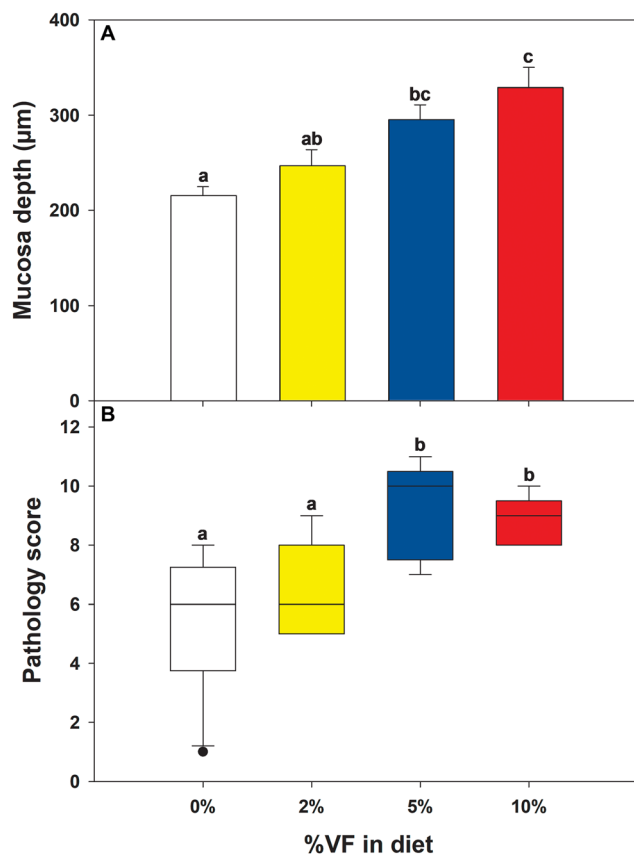 A
400
300
200
100
0
Mucosa depth (µm)
a
ab
bc
c
B
12
10
8
6
4
2
0
Pathology score
a
a
b
b
0% 2% 5% 10%
%VF in diet